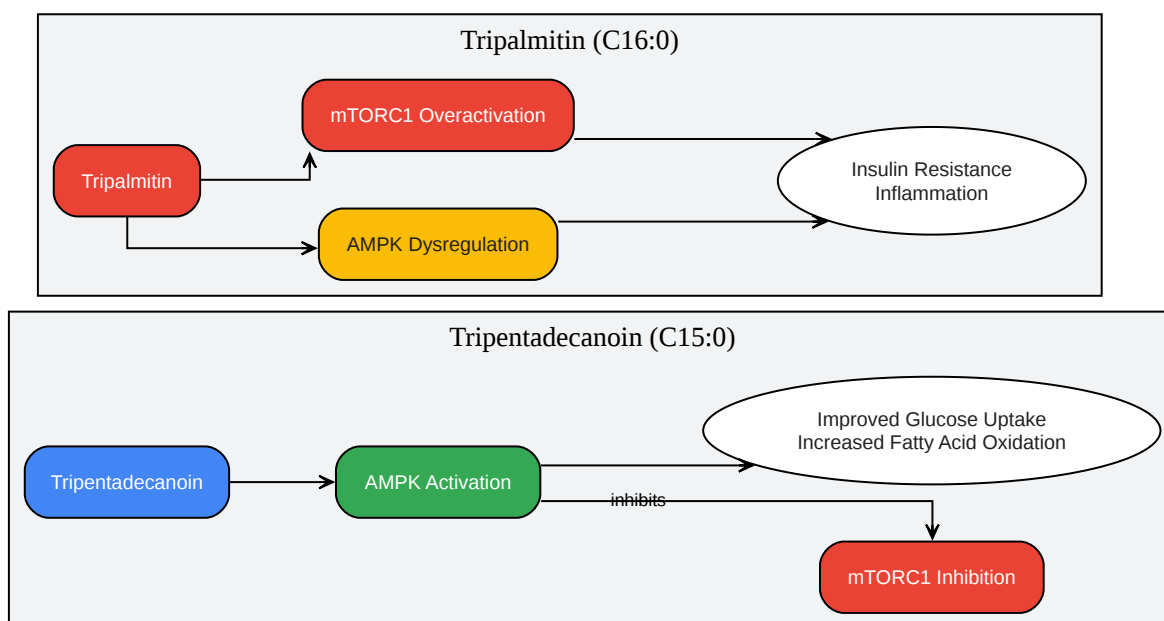 Tripalmitin (C16:0)
mTORC1 Overactivation
Tripalmitin
Insulin Resistance
Inflammation
AMPK Dysregulation
Tripentadecanoin (C15:0)
Improved Glucose Uptake
Increased Fatty Acid Oxidation
Tripentadecanoin
AMPK Activation
inhibits
mTORC1 Inhibition